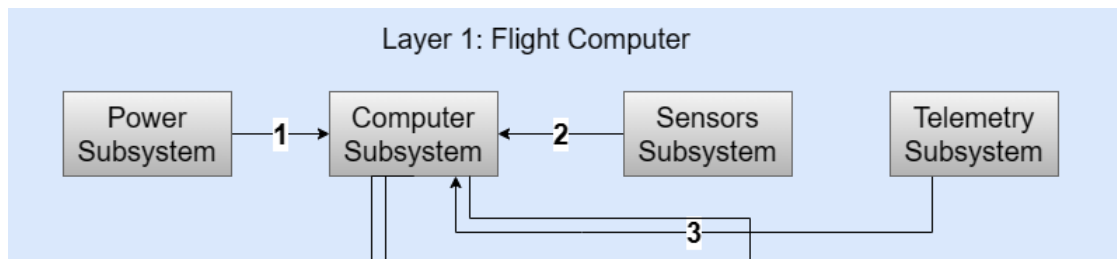 Layer 1: Flight Computer
Power
Subsystem
1
Computer
Subsystem
2
Sensors
Subsystem
Telemetry
Subsystem
3